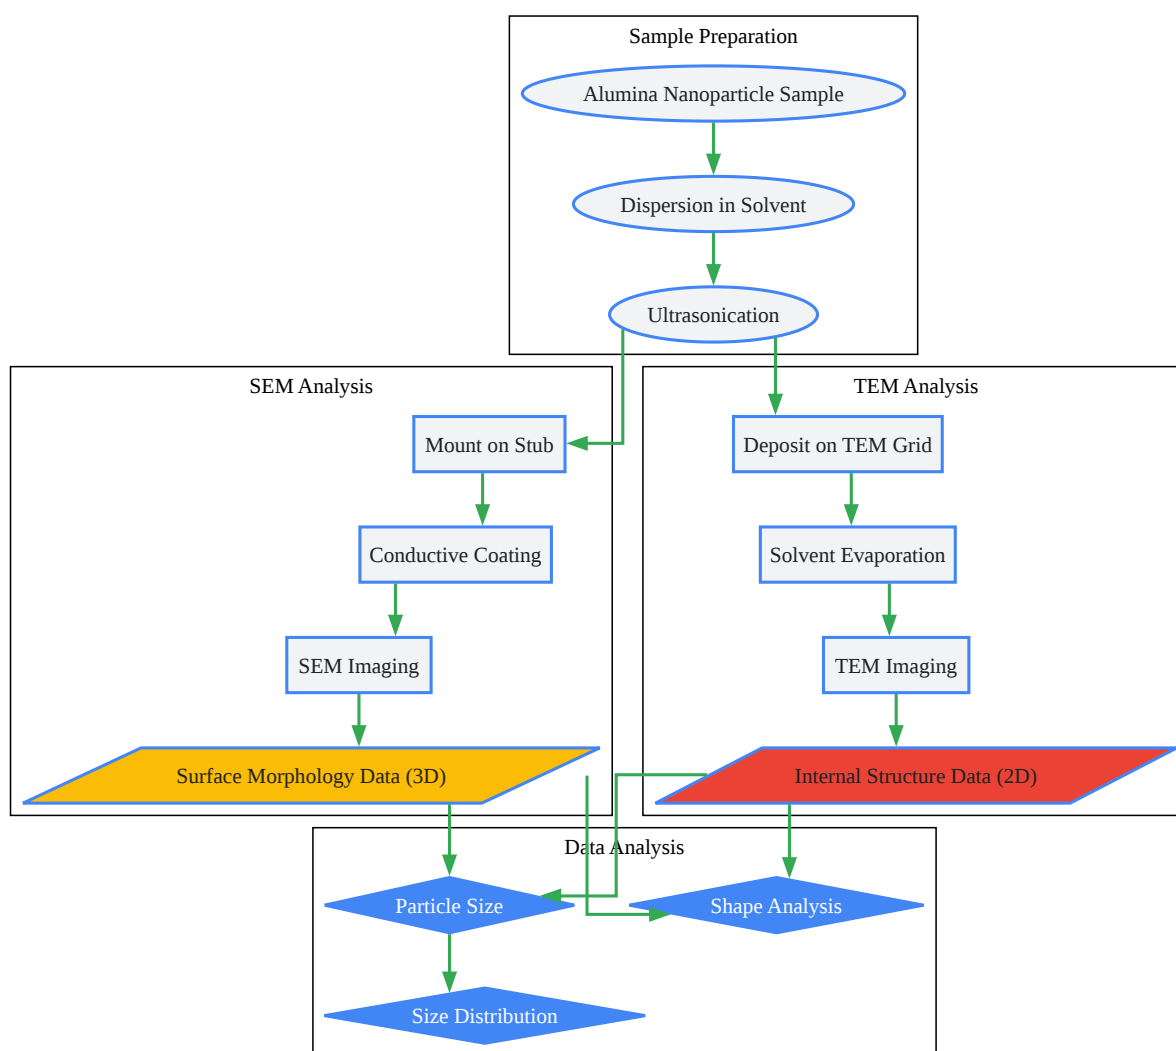 Sample Preparation
Alumina Nanoparticle Sample
Dispersion in Solvent
Ultrasonication
SEM Analysis
Mount on Stub
Conductive Coating
SEM Imaging
Surface Morphology Data (3D)
TEM Analysis
Deposit on TEM Grid
Solvent Evaporation
TEM Imaging
Internal Structure Data (2D)
Data Analysis
Particle Size
Shape Analysis
Size Distribution